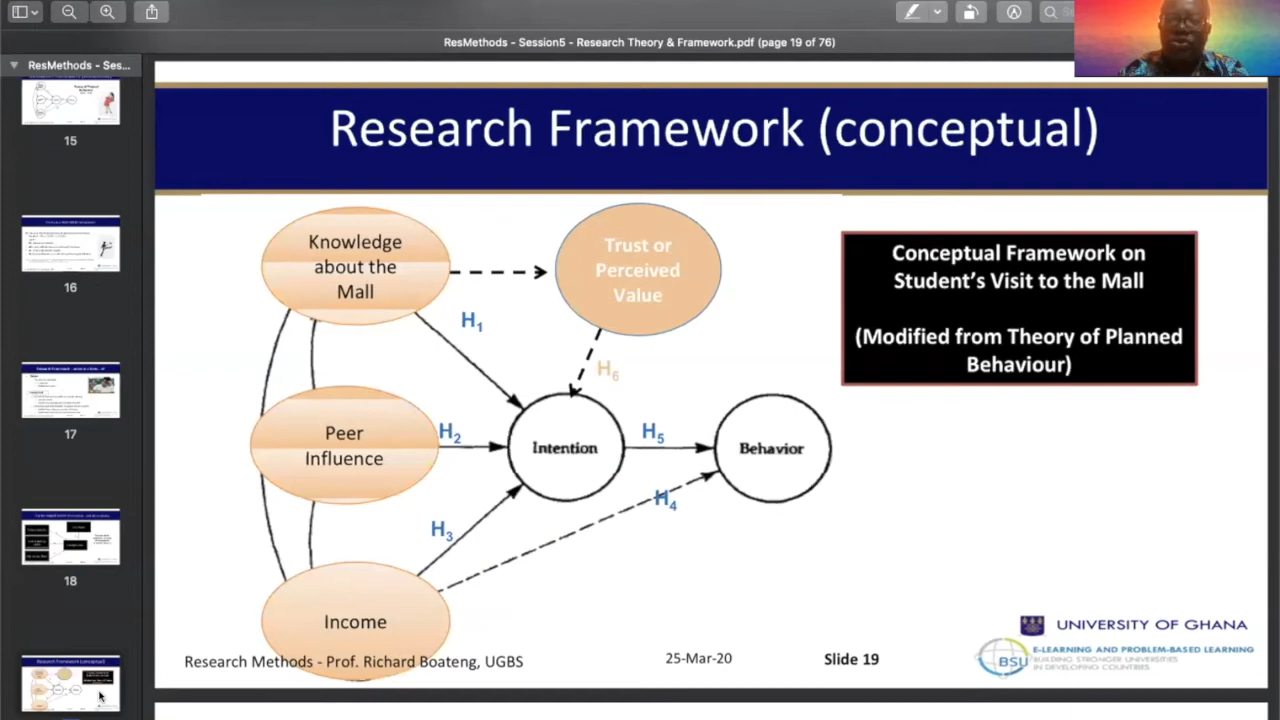 ResMethods - Session5 - Research Theory & Framework.pdf (page 19 of 76)
ResMethods - Ses...
15
16
17
18
Research Framework (conceptual)
Knowledge
about the
Mall
Trust or
Perceived
Value
Conceptual Framework on
Student's Visit to the Mall
(Modified from Theory of Planned
Behaviour)
H1
H6
Peer
Influence
H2
Intention
H5
Behavior
H4
H3
Income
Research Methods - Prof. Richard Boateng, UGBS
25-Mar-20
Slide 19
UNIVERSITY OF GHANA
BSU
E-LEARNING AND PROBLEM-BASED LEARNING
BUILDING STRONGER UNIVERSITIES
IN DEVELOPING COUNTRIES